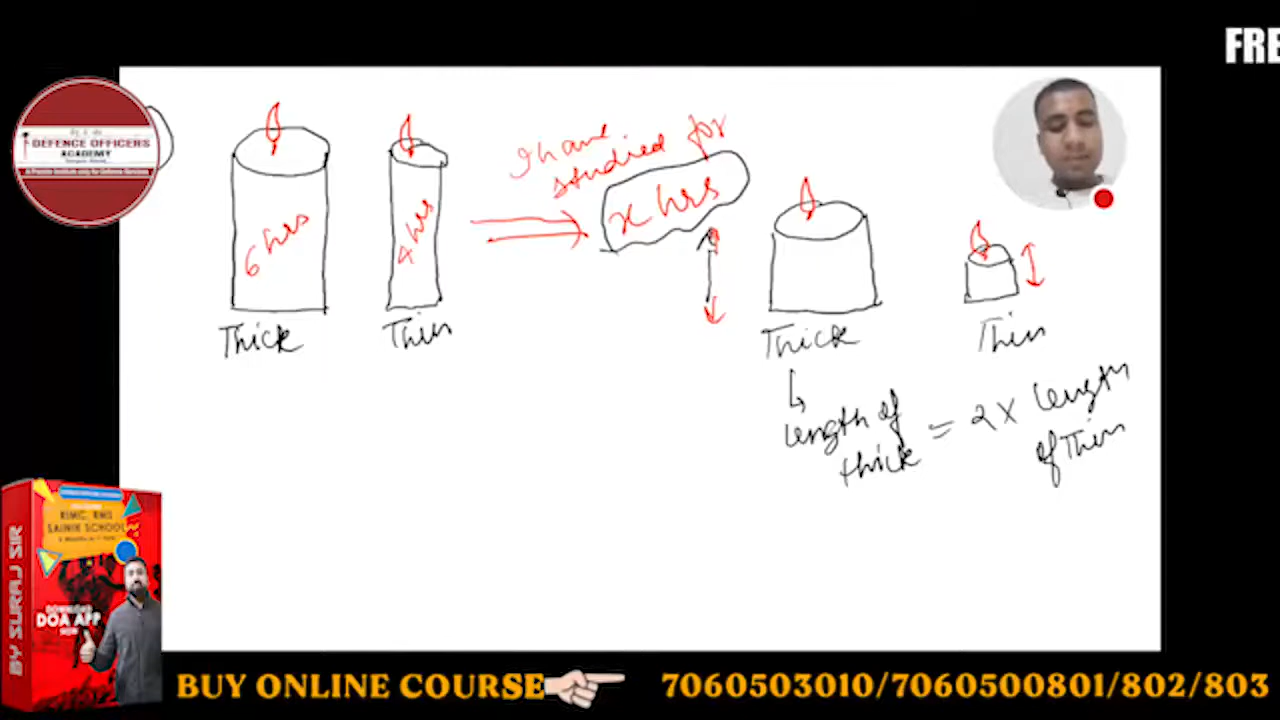 FRE
DEFENCE OFFICERS
ACADEMY
I have
studied for
x hrs
6 hrs
4 hrs
Thick
Thin
Thick
Thin
length of
thick
= 2 X length
of Thin
BY SURAJ SIR
RIMC, RMS
SAINIK SCHOOL
DOWNLOAD
DOA APP
NOW
BUY ONLINE COURSE
7060503010/7060500801/802/803